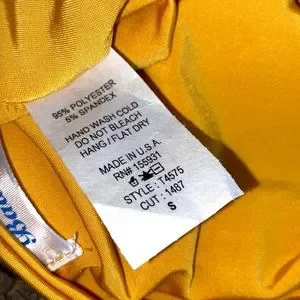 95% POLYESTER
5% SPANDEX
HAND WASH COLD
DO NOT BLEACH
HANG / FLAT DRY
MADE IN U.S.A.
RN# 155931
STYLE : T4575
CUT : 1487
S